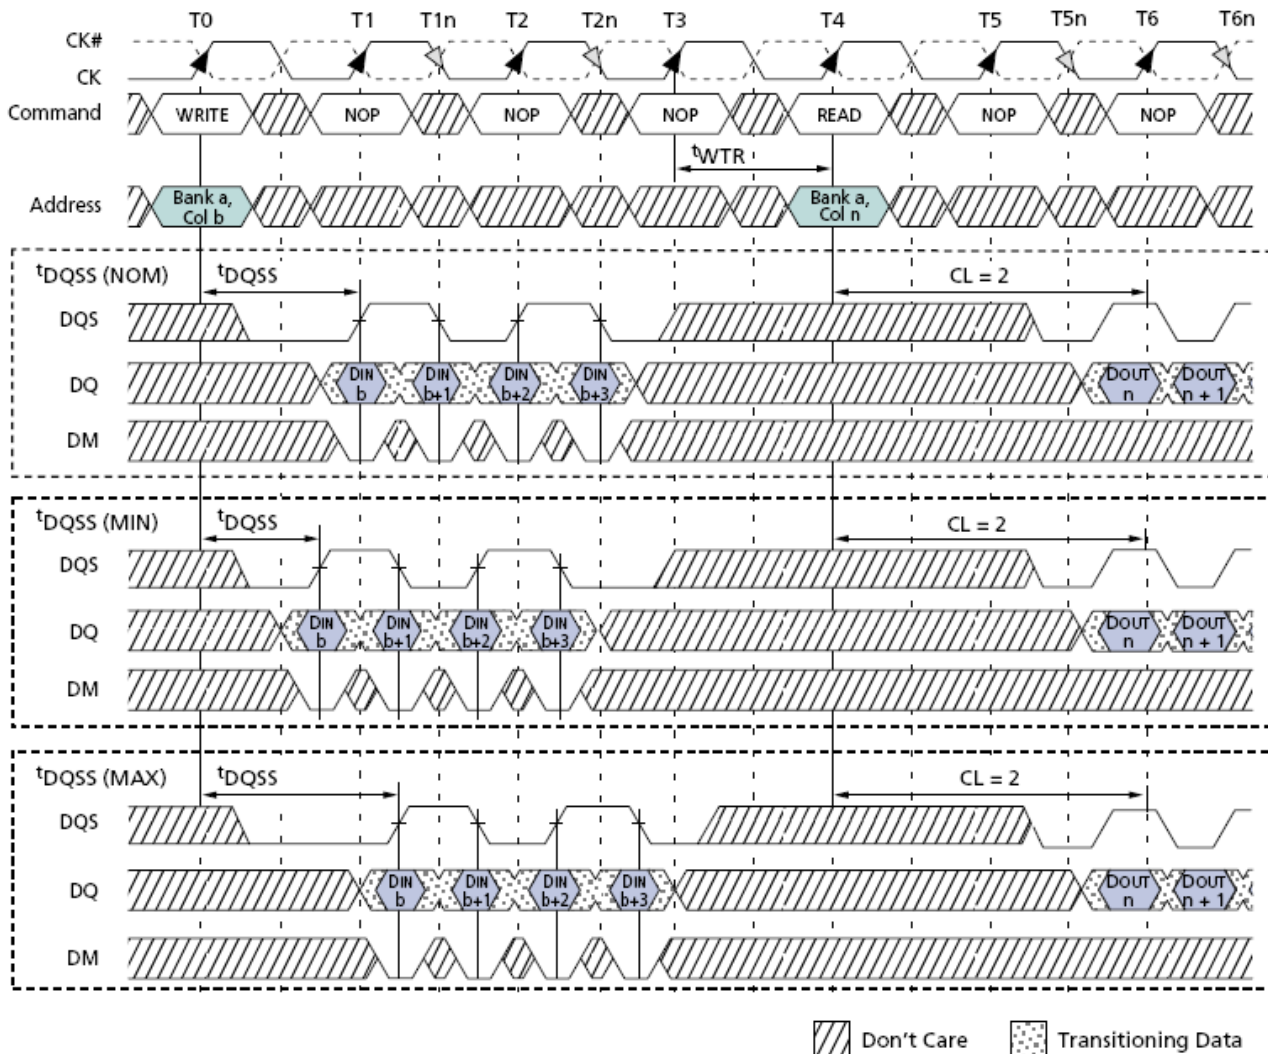 T0 T1 T1n T2 T2n T3 T4 T5 T5n T6 T6n
CK#
CK
Command WRITE NOP NOP NOP READ NOP NOP
tWTR
Address Bank a, Col b Bank a, Col n
tDQSS (NOM) tDQSS CL = 2
DQS
DQ DIN b DIN b+1 DIN b+2 DIN b+3 DOUT n DOUT n + 1
DM
tDQSS (MIN) tDQSS CL = 2
DQS
DQ DIN b DIN b+1 DIN b+2 DIN b+3 DOUT n DOUT n + 1
DM
tDQSS (MAX) tDQSS CL = 2
DQS
DQ DIN b DIN b+1 DIN b+2 DIN b+3 DOUT n DOUT n + 1
DM
Don't Care Transitioning Data